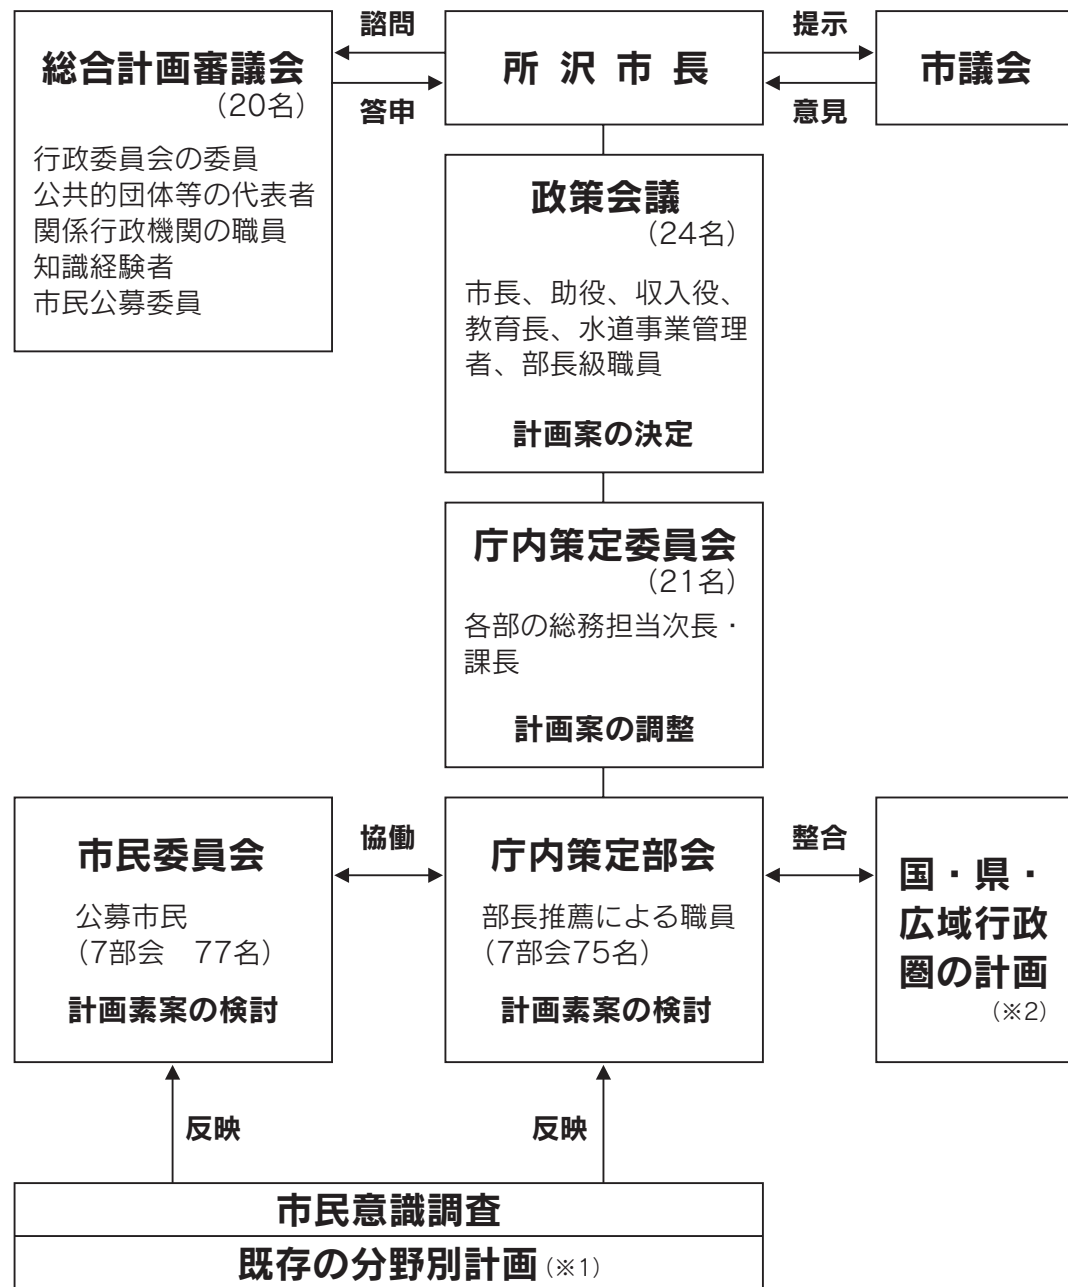 諮問
提示
総合計画審議会
(20名)
所沢市長
市議会
答申
意見
行政委員会の委員
公共的団体等の代表者
関係行政機関の職員
知識経験者
市民公募委員
政策会議
(24名)
市長、助役、収入役、
教育長、水道事業管理
者、部長級職員
計画案の決定
庁内策定委員会
(21名)
各部の総務担当次長・
課長
計画案の調整
市民委員会
公募市民
(7部会　77名)
計画素案の検討
協働
庁内策定部会
部長推薦による職員
(7部会75名)
計画素案の検討
整合
国・県・
広域行政
圏の計画
(※2)
反映
反映
市民意識調査
既存の分野別計画(※1)